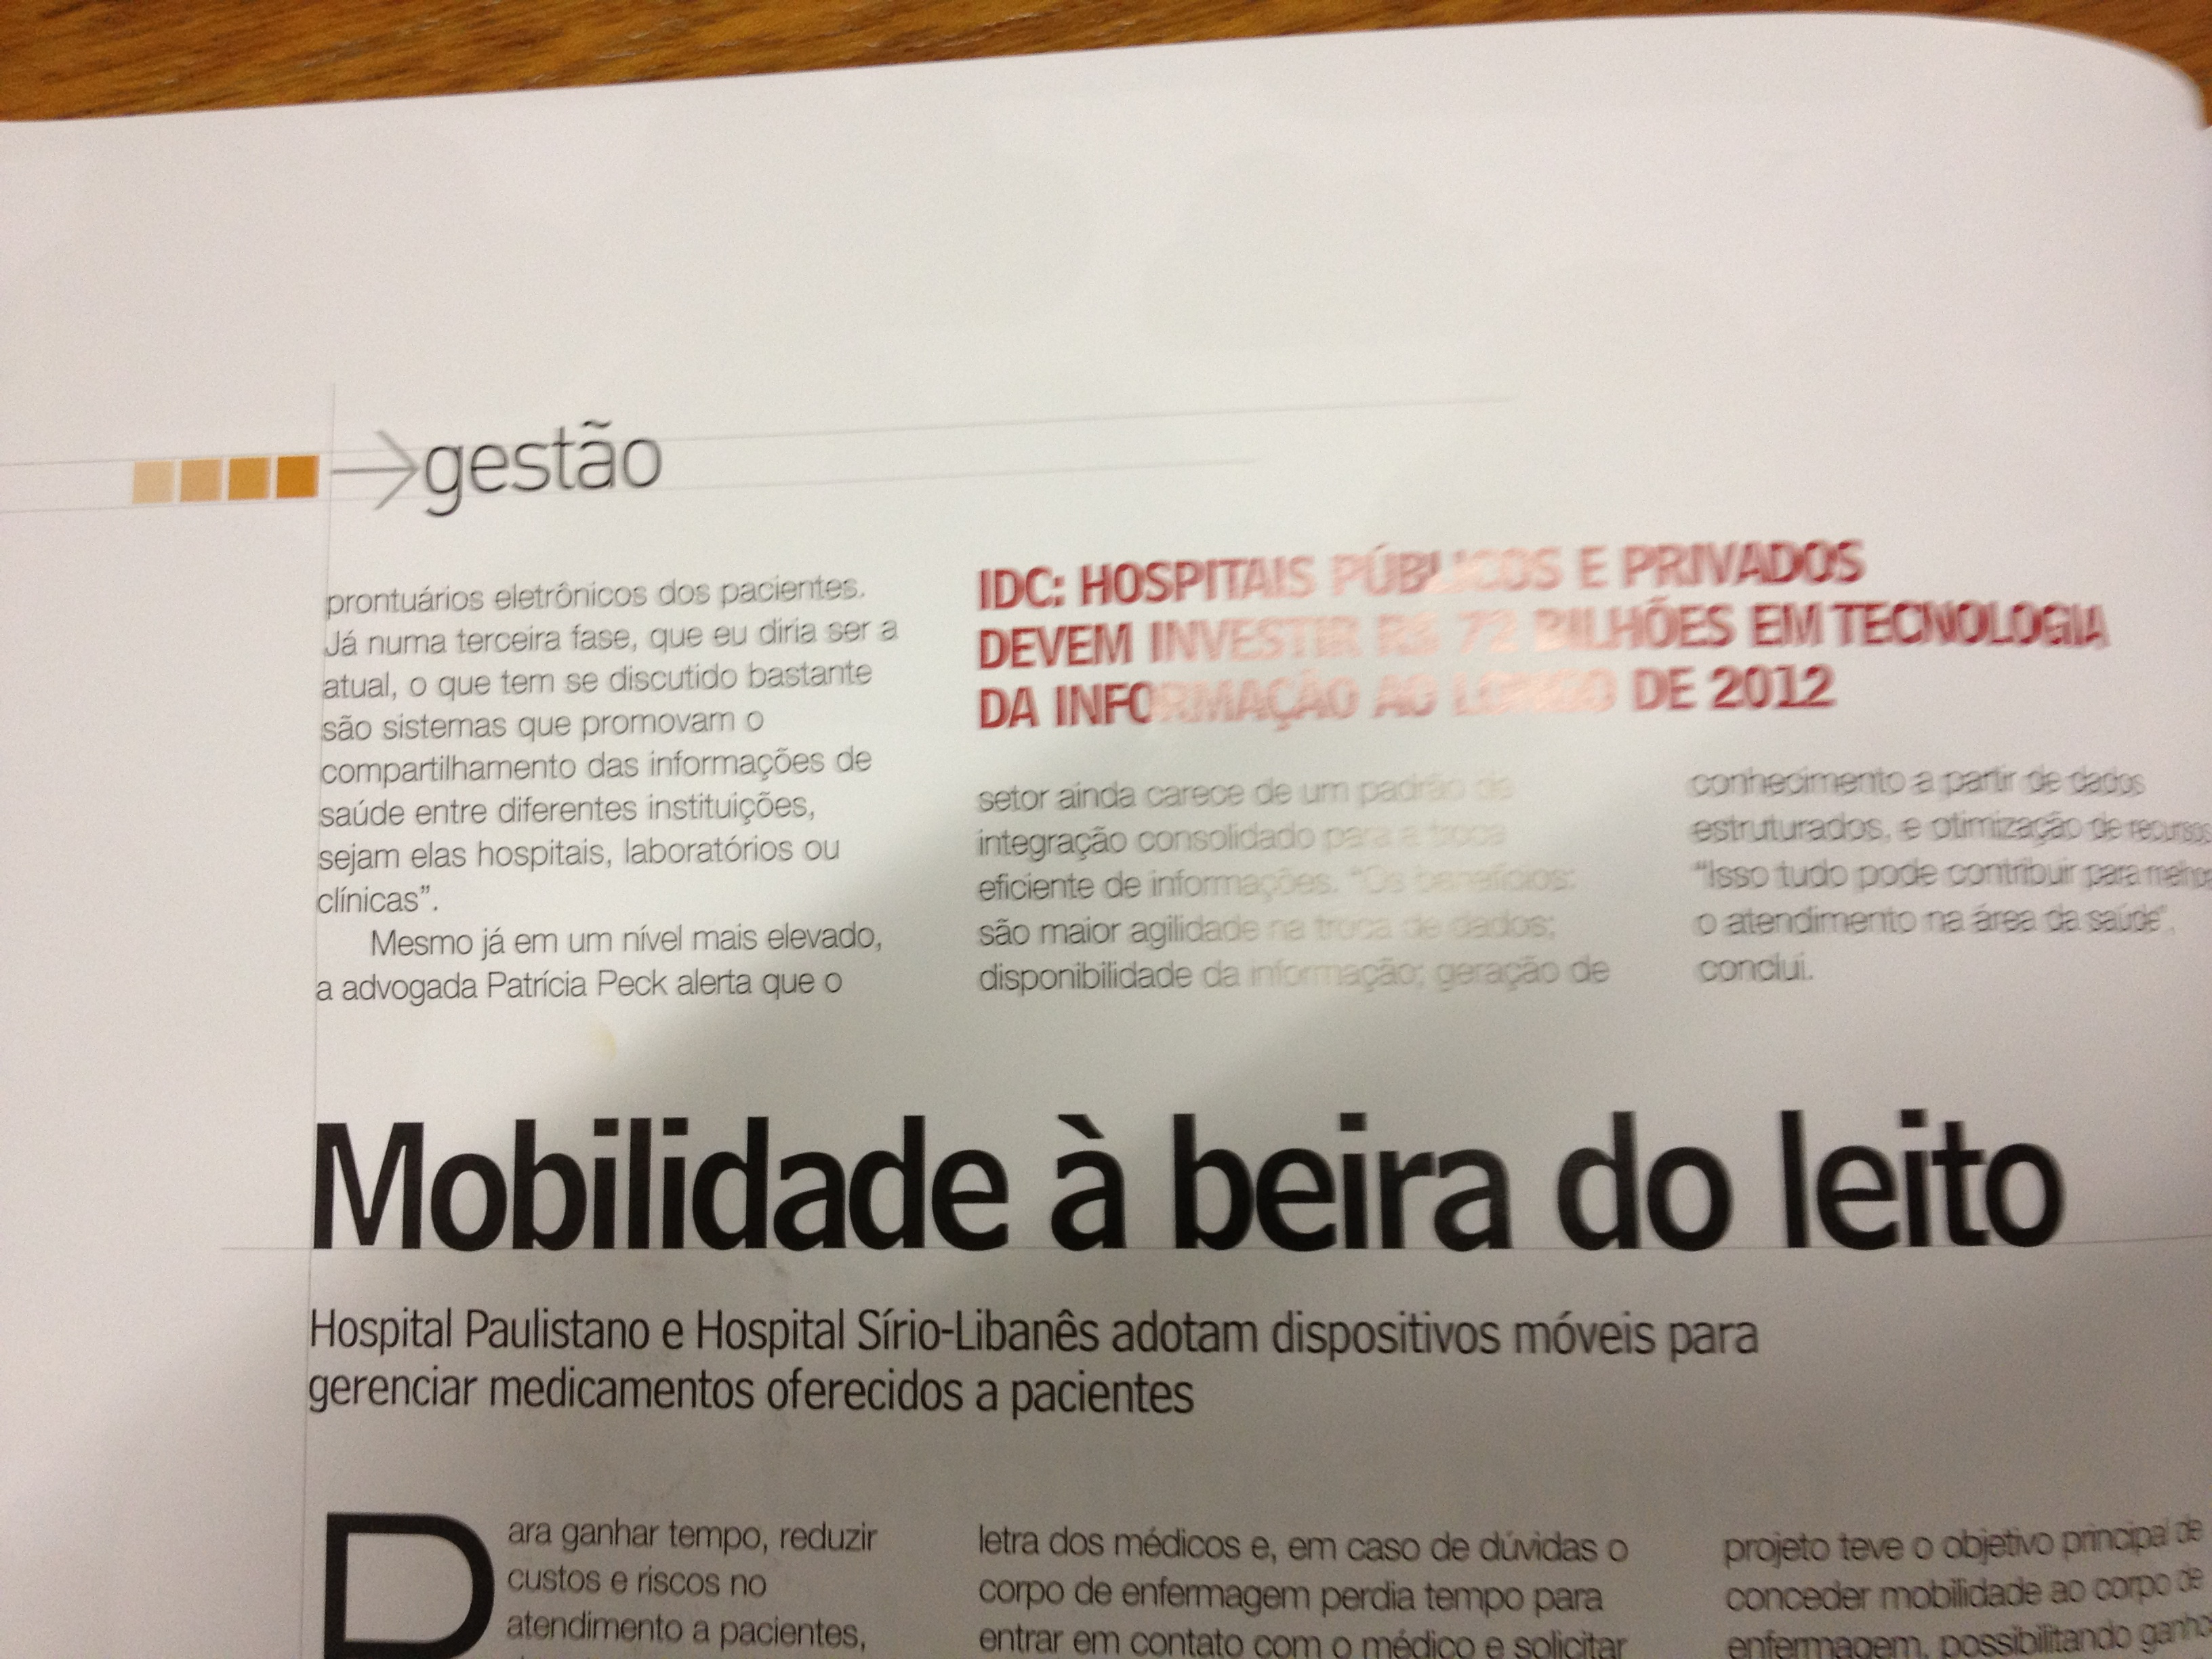 gestão
prontuários eletrônicos dos pacientes.
Já numa terceira fase, que eu diria ser a
atual, o que tem se discutido bastante
são sistemas que promovam o
compartilhamento das informações de
saúde entre diferentes instituições,
sejam elas hospitais, laboratórios ou
clínicas”.
Mesmo já em um nível mais elevado,
a advogada Patrícia Peck alerta que o
IDC: HOSPITAIS PÚBLICOS E PRIVADOS
DEVEM INVESTIR R$ 72 BILHÕES EM TECNOLOGIA
DA INFORMAÇÃO AO LONGO DE 2012
setor ainda carece de um padrão de
integração consolidado para a troca
eficiente de informações. “Os benefícios:
são maior agilidade na troca de dados;
disponibilidade da informação; geração de
conhecimento a partir de dados
estruturados, e otimização de recursos.
“Isso tudo pode contribuir para melhorar
o atendimento na área da saúde”,
conclui.
Mobilidade à beira do leito
Hospital Paulistano e Hospital Sírio-Libanês adotam dispositivos móveis para
gerenciar medicamentos oferecidos a pacientes
ara ganhar tempo, reduzir
custos e riscos no
atendimento a pacientes,
letra dos médicos e, em caso de dúvidas o
corpo de enfermagem perdia tempo para
entrar em contato com o médico e solicitar
projeto teve o objetivo principal de
conceder mobilidade ao corpo de
enfermagem, possibilitando ganho